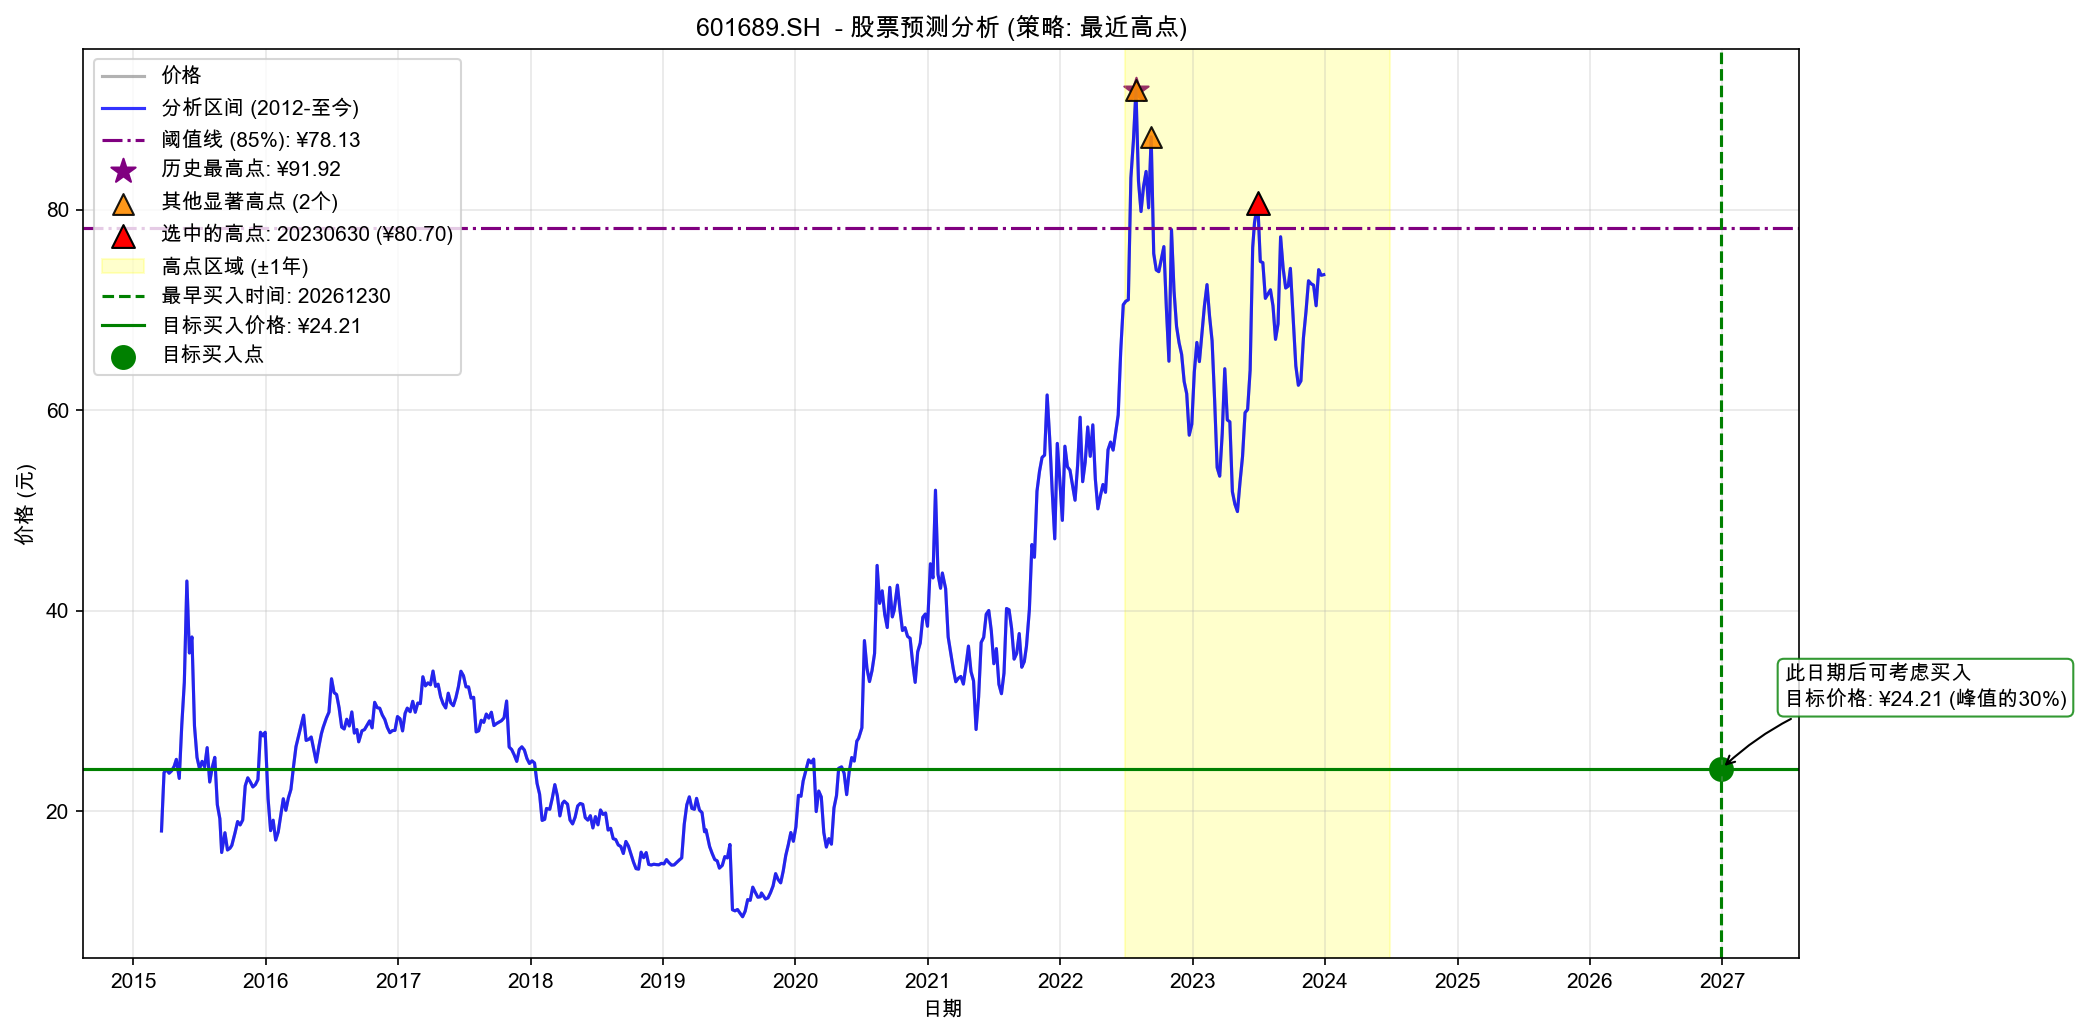 601689.SH - 股票预测分析 (策略: 最近高点)
价格
分析区间 (2012-至今)
阈值线 (85%): ¥78.13
历史最高点: ¥91.92
其他显著高点 (2个)
选中的高点: 20230630 (¥80.70)
高点区域 (±1年)
最早买入时间: 20261230
目标买入价格: ¥24.21
目标买入点
80
60
40
20
价格 (元)
此日期后可考虑买入
目标价格: ¥24.21 (峰值的30%)
2015 2016 2017 2018 2019 2020 2021 2022 2023 2024 2025 2026 2027
日期